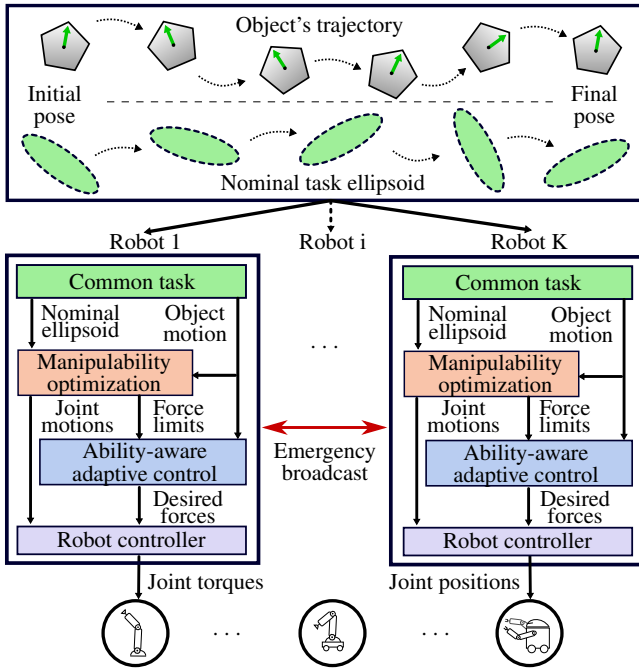 Object's trajectory
Initial
pose
Final
pose
Nominal task ellipsoid
Robot 1
Robot i
Robot K
Common task
Nominal
ellipsoid
Object
motion
Manipulability
optimization
Joint
motions
Force
limits
Ability-aware
adaptive control
Desired
forces
Robot controller
Joint torques
. . .
Emergency
broadcast
Common task
Nominal
ellipsoid
Object
motion
Manipulability
optimization
Joint
motions
Force
limits
Ability-aware
adaptive control
Desired
forces
Robot controller
Joint positions
. . .
. . .